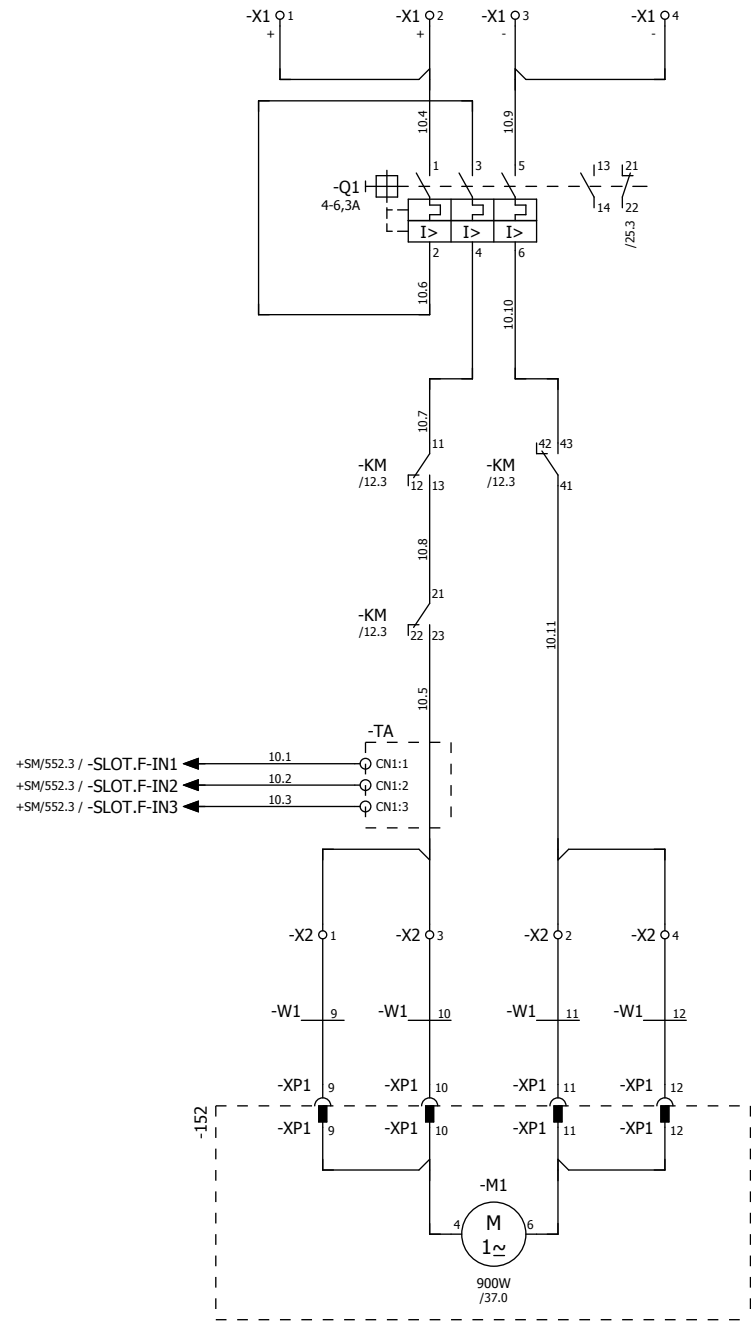 -X1 1
+
-X1 2
+
-X1 3
-
-X1 4
-
10.4
10.9
1
3
5
13
21
-Q1
4-6,3A
14
22
/25.3
I>
I>
I>
2
4
6
10.6
10.10
10.7
11
-KM
/12.3
12 13
42 43
-KM
/12.3
41
10.8
21
-KM
/12.3
22 23
10.11
10.5
-TA
+SM/552.3 / -SLOT.F-IN1 10.1 CN1:1
+SM/552.3 / -SLOT.F-IN2 10.2 CN1:2
+SM/552.3 / -SLOT.F-IN3 10.3 CN1:3
-X2 1
-X2 3
-X2 2
-X2 4
-W1 9
-W1 10
-W1 11
-W1 12
-XP1 9
-XP1 10
-XP1 11
-XP1 12
-152
-XP1 9
-XP1 10
-XP1 11
-XP1 12
-M1
4
M
1~
6
900W
/37.0